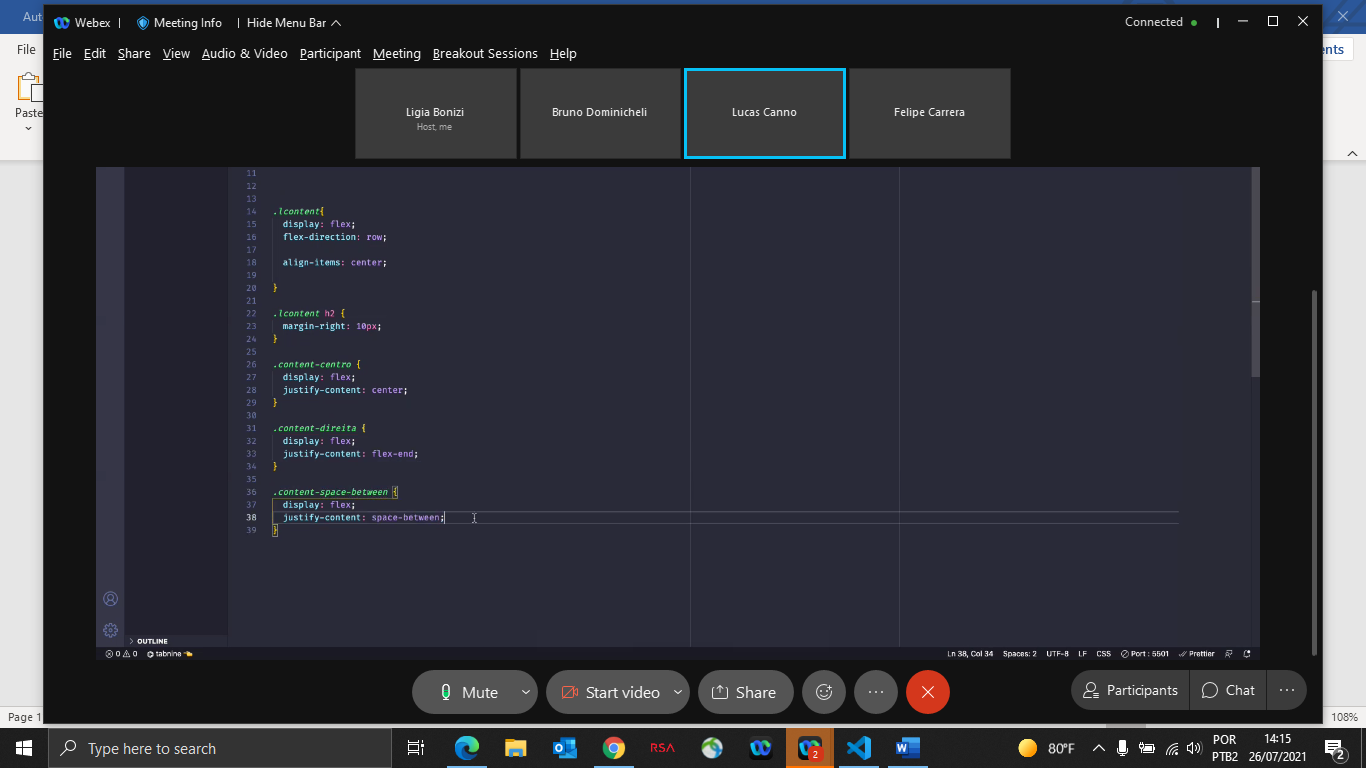 Aut
Webex | Meeting Info | Hide Menu Bar
Connected
File
File Edit Share View Audio & Video Participant Meeting Breakout Sessions Help
ents
Paste
Ligia Bonizi
Host, me
Bruno Dominicheli
Lucas Canno
Felipe Carrera
11
12
13
14 .lcontent{
15 display: flex;
16 flex-direction: row;
17
18 align-items: center;
19
20 }
21
22 .lcontent h2 {
23 margin-right: 10px;
24 }
25
26 .content-centro {
27 display: flex;
28 justify-content: center;
29 }
30
31 .content-direita {
32 display: flex;
33 justify-content: flex-end;
34 }
35
36 .content-space-between {
37 display: flex;
38 justify-content: space-between;
39 }
OUTLINE
0 0 tabnine
Ln 38, Col 34 Spaces: 2 UTF-8 LF CSS Port : 5501 Prettier
Mute Start video Share
Participants Chat
Page 1
108%
Type here to search
RSA
2
80°F
POR
PTB2
14:15
26/07/2021
2